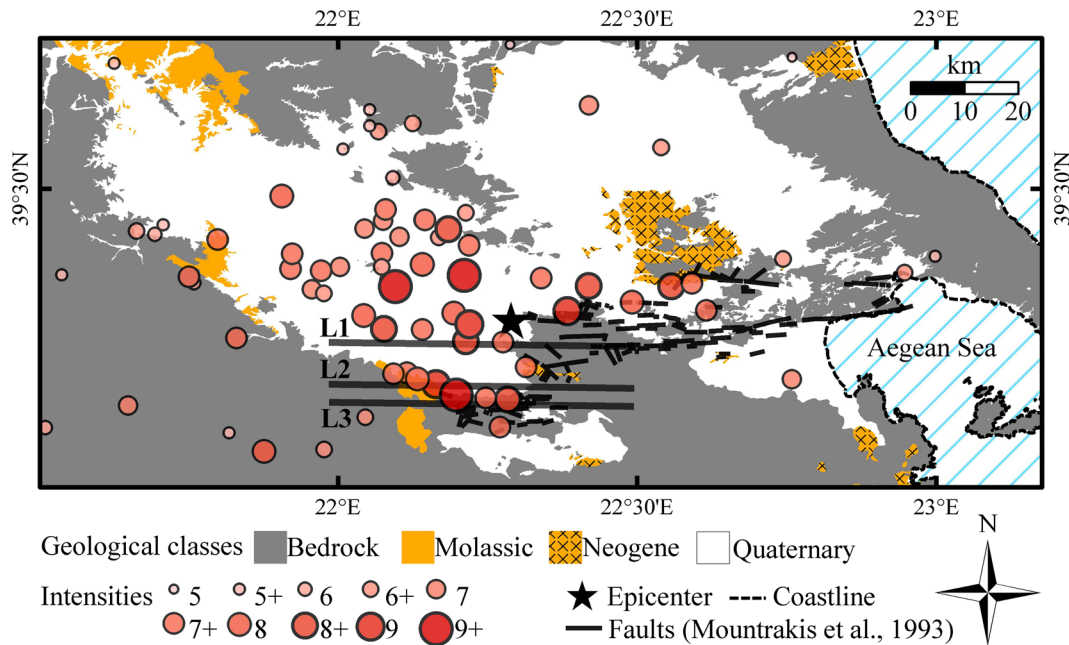 22°E 22°30'E 23°E
km
0 10 20
39°30'N 39°30'N
L1
L2
L3
Aegean Sea
22°E 22°30'E 23°E
Geological classes Bedrock Molassic Neogene Quaternary
N
Intensities 5 5+ 6 6+ 7
7+ 8 8+ 9 9+
Epicenter Coastline
Faults (Mountrakis et al., 1993)